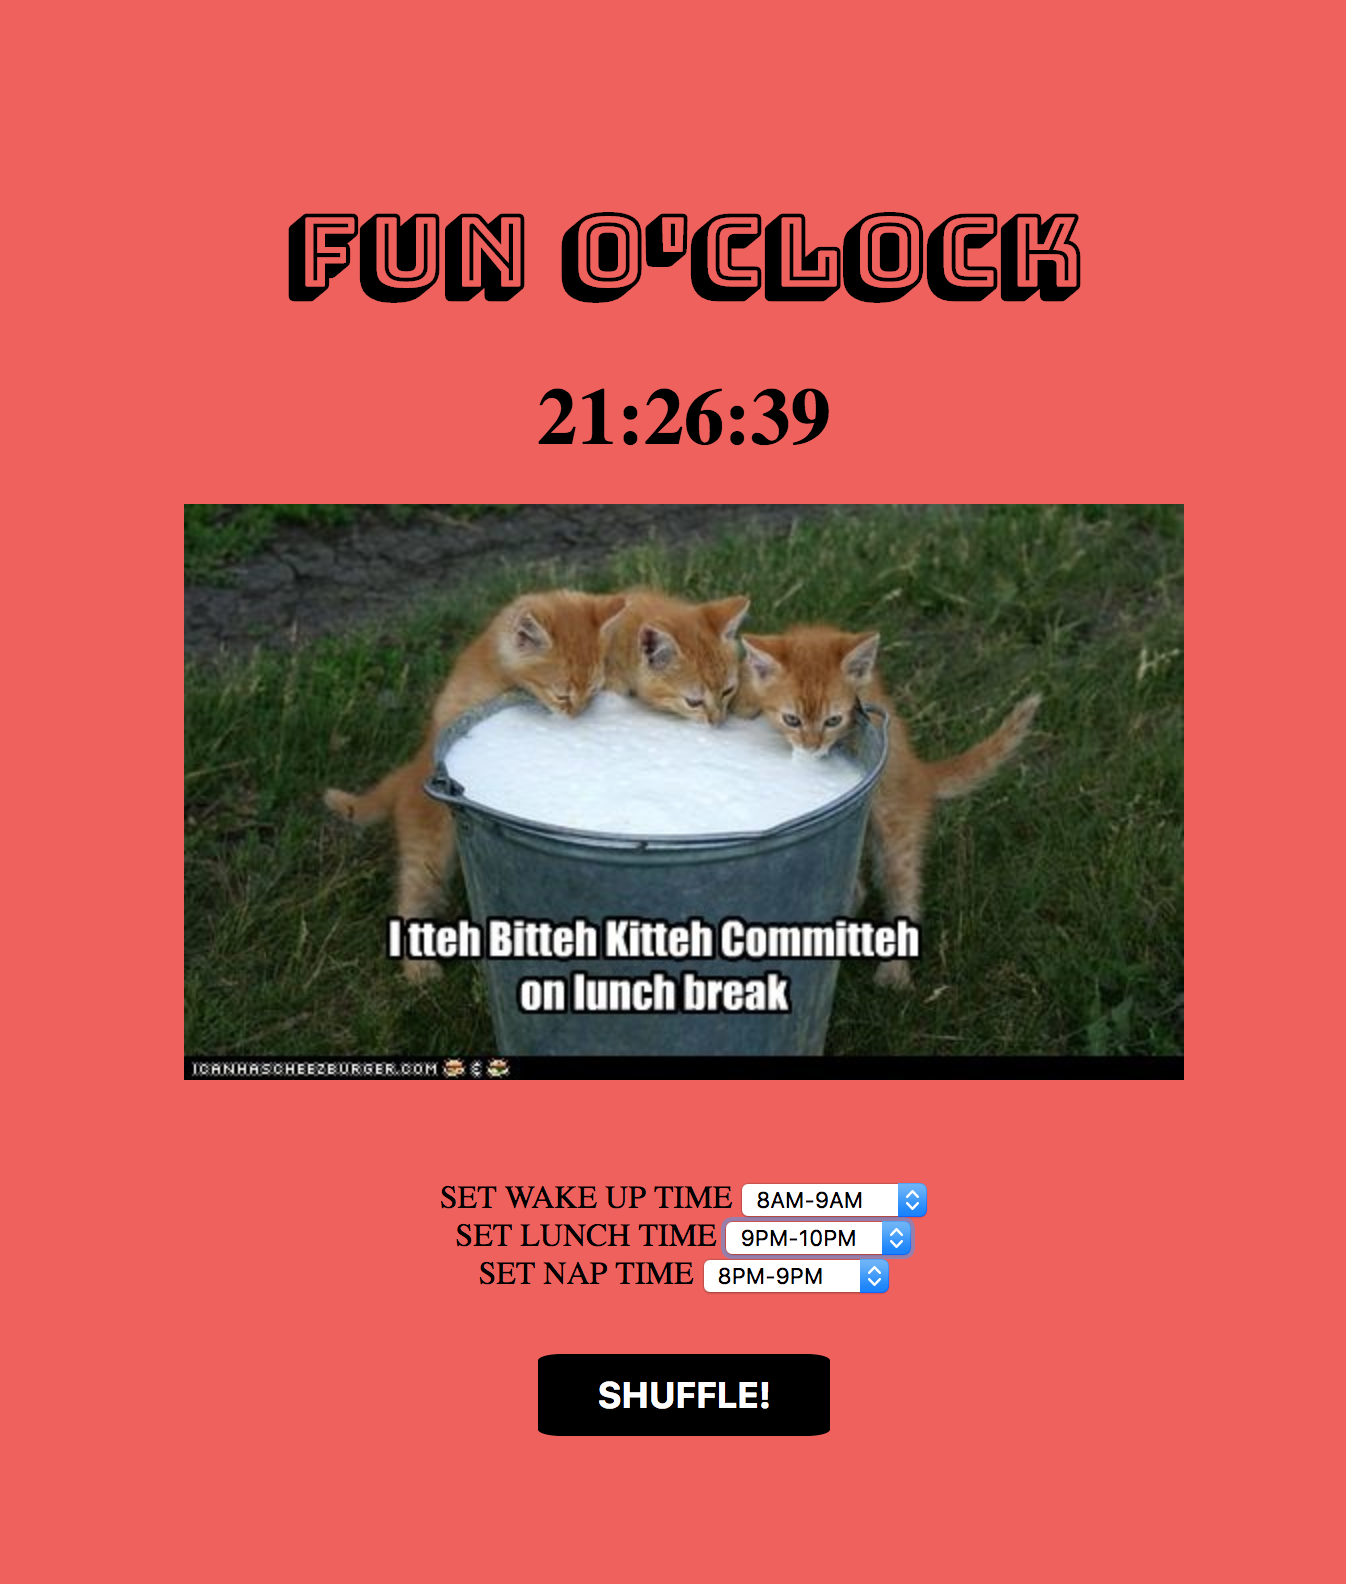 FUN O'CLOCK
21:26:39
I tteh Bitteh Kitteh Committeh
on lunch break
ICANHASCHEEZBURGER.COM &
SET WAKE UP TIME 8AM-9AM
SET LUNCH TIME 9PM-10PM
SET NAP TIME 8PM-9PM
SHUFFLE!